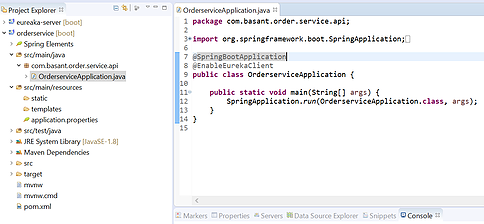 eureka-server [boot]
orderservice [boot]
Spring Elements
src/main/java
com.basant.order.service.api
OrderserviceApplication.java
src/main/resources
static
templates
application.properties
src/test/java
JRE System Library [JavaSE-1.8]
Maven Dependencies
src
target
mvnw
mvnw.cmd
pom.xml
OrderserviceApplication.java
1 package com.basant.order.service.api;
2
3 import org.springframework.boot.SpringApplication;
6
7 @SpringBootApplication
8 @EnableEurekaClient
9 public class OrderserviceApplication {
10
11 public static void main(String[] args) {
12 SpringApplication.run(OrderserviceApplication.class, args);
13 }
14 }
15
Markers Properties Servers Data Source Explorer Snippets Console